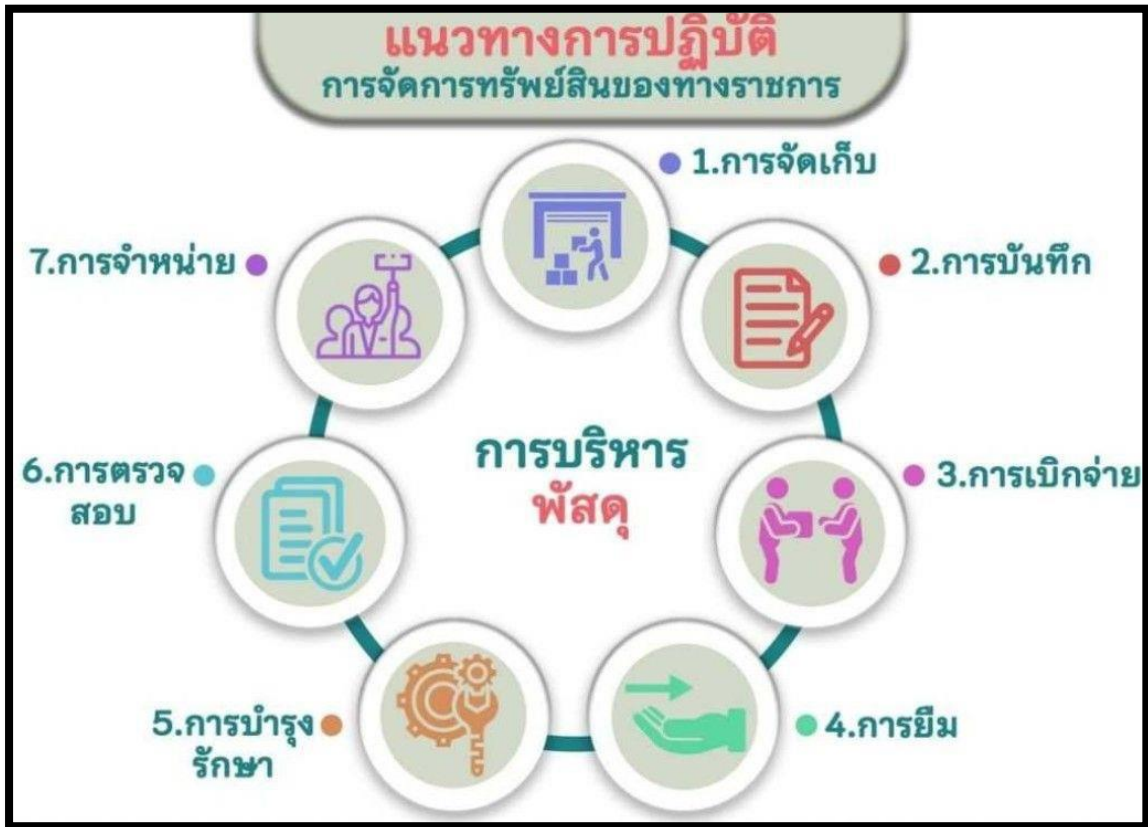 แนวทางการปฏิบัติ
การจัดการทรัพย์สินของทางราชการ
1.การจัดเก็บ
2.การบันทึก
3.การเบิกจ่าย
4.การยืม
5.การบำรุง
รักษา
6.การตรวจ
สอบ
7.การจำหน่าย
การบริหาร
พัสดุ